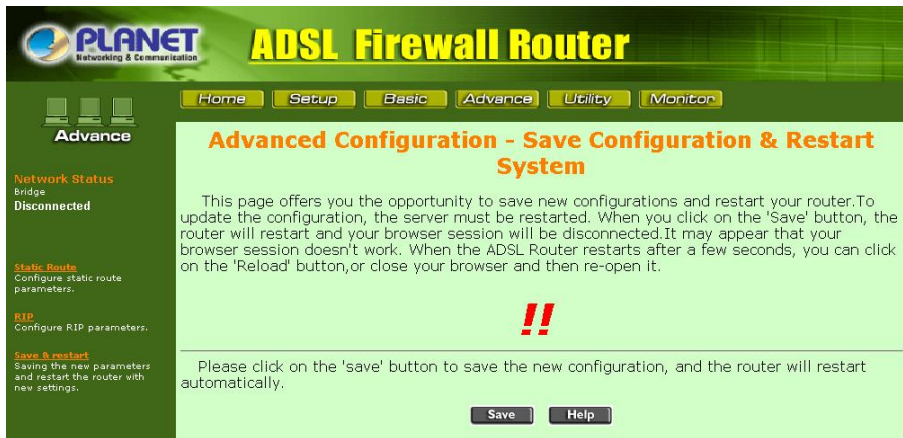 PLANET
Networking & Communication
ADSL Firewall Router
Home Setup Basic Advance Utility Monitor
Advance
Network Status
Bridge
Disconnected
Static Route
Configure static route
parameters.
RIP
Configure RIP parameters.
Save & restart
Saving the new parameters
and restart the router with
new settings.
Advanced Configuration - Save Configuration & Restart
System
This page offers you the opportunity to save new configurations and restart your router.To
update the configuration, the server must be restarted. When you click on the 'Save' button, the
router will restart and your browser session will be disconnected.It may appear that your
browser session doesn't work. When the ADSL Router restarts after a few seconds, you can click
on the 'Reload' button,or close your browser and then re-open it.
!!
Please click on the 'save' button to save the new configuration, and the router will restart
automatically.
Save Help